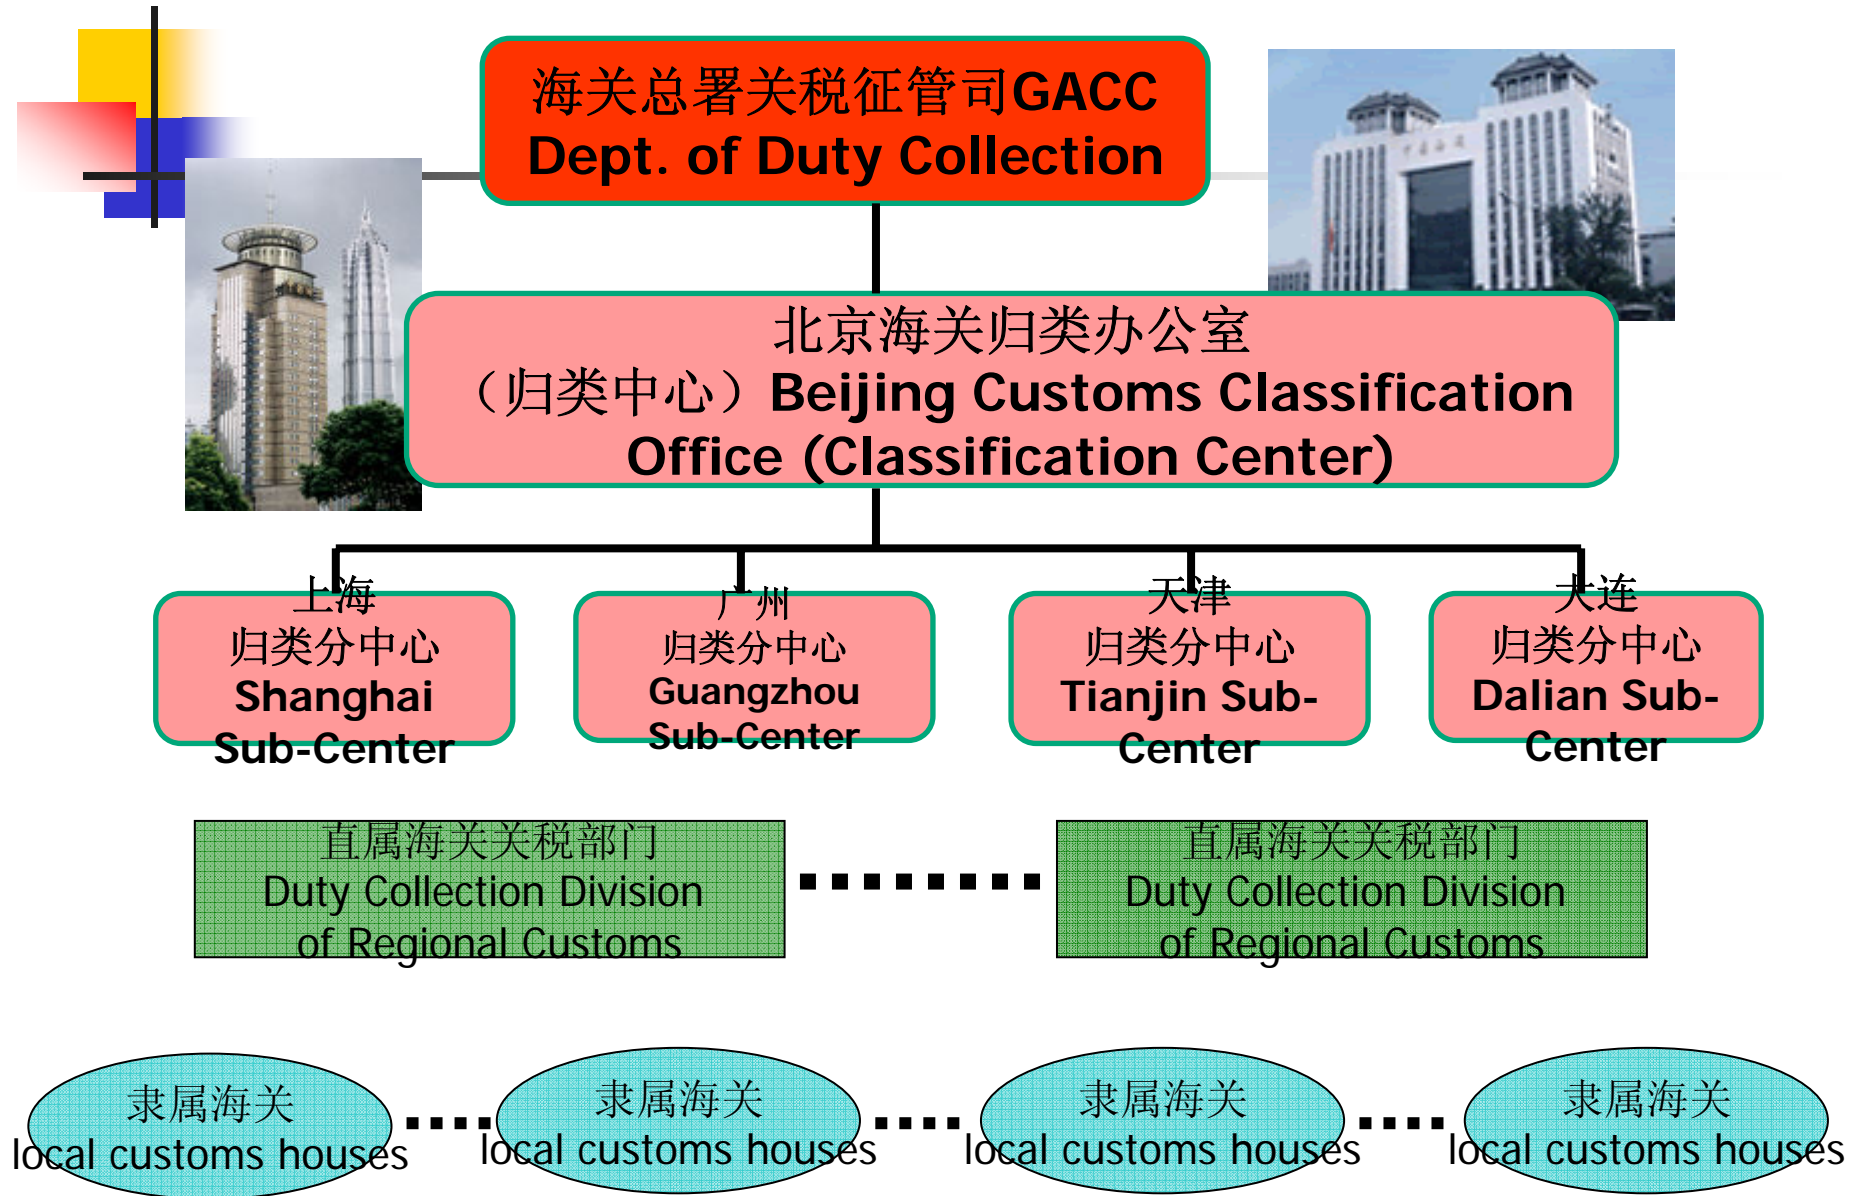 海关总署关税征管司GACC
Dept. of Duty Collection
北京海关归类办公室
（归类中心）Beijing Customs Classification
Office (Classification Center)
上海
归类分中心
Shanghai
Sub-Center
广州
归类分中心
Guangzhou
Sub-Center
天津
归类分中心
Tianjin Sub-
Center
大连
归类分中心
Dalian Sub-
Center
直属海关关税部门
Duty Collection Division
of Regional Customs
直属海关关税部门
Duty Collection Division
of Regional Customs
隶属海关
local customs houses
隶属海关
local customs houses
隶属海关
local customs houses
隶属海关
local customs houses